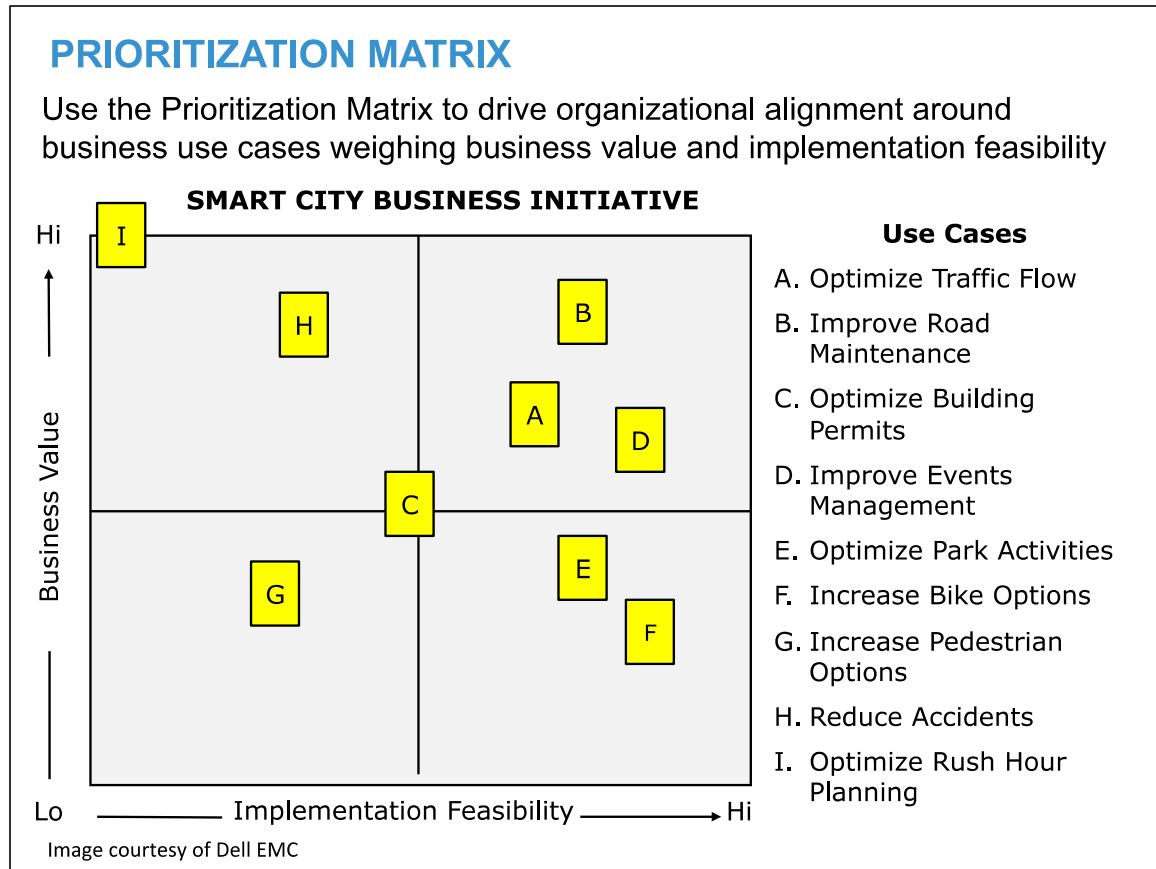 PRIORITIZATION MATRIX
Use the Prioritization Matrix to drive organizational alignment around
business use cases weighing business value and implementation feasibility
SMART CITY BUSINESS INITIATIVE
Hi
Business Value
Lo
I
H
B
A
D
C
E
G
F
Implementation Feasibility
Hi
Use Cases
A. Optimize Traffic Flow
B. Improve Road
Maintenance
C. Optimize Building
Permits
D. Improve Events
Management
E. Optimize Park Activities
F. Increase Bike Options
G. Increase Pedestrian
Options
H. Reduce Accidents
I. Optimize Rush Hour
Planning
Image courtesy of Dell EMC